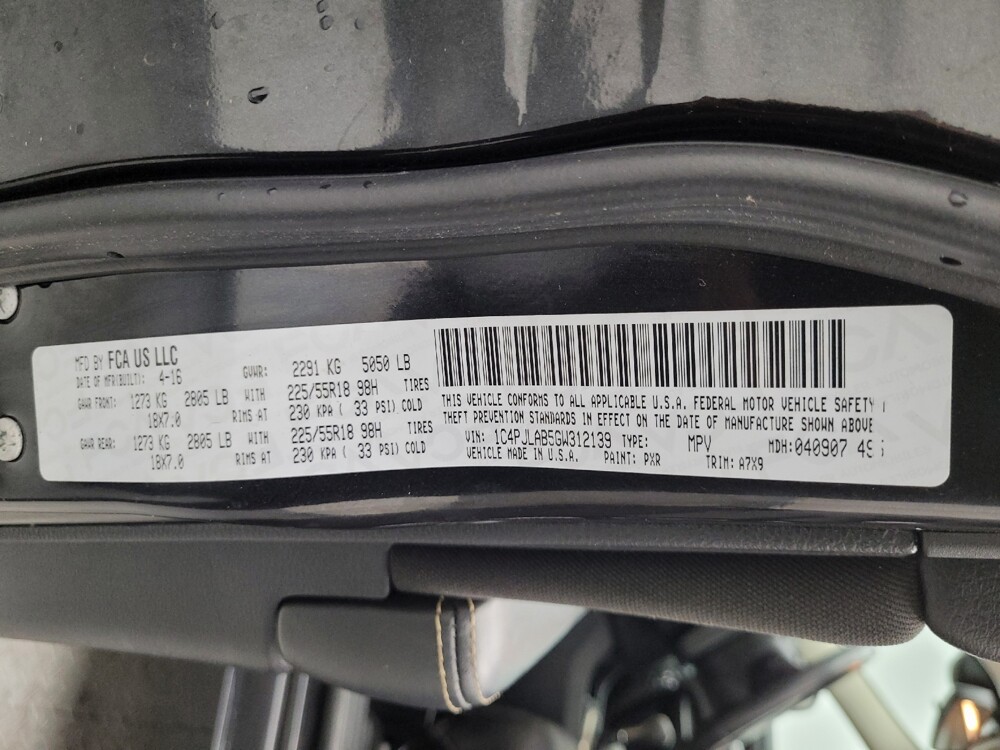 MFD BY FCA US LLC
DATE OF MFR(BUILT): 4-16 GVWR: 2291 KG 5050 LB
GAWR FRONT: 1273 KG 2805 LB WITH 225/55R18 98H TIRES
18X7.0 RIMS AT 230 KPA ( 33 PSI) COLD
GAWR REAR: 1273 KG 2805 LB WITH 225/55R18 98H TIRES
18X7.0 RIMS AT 230 KPA ( 33 PSI) COLD
THIS VEHICLE CONFORMS TO ALL APPLICABLE U.S.A. FEDERAL MOTOR VEHICLE SAFETY
THEFT PREVENTION STANDARDS IN EFFECT ON THE DATE OF MANUFACTURE SHOWN ABOVE
VIN: 1C4PJLAB5GW312139 TYPE: MPV MDH:040907
VEHICLE MADE IN U.S.A. PAINT: PXR TRIM: A7X9